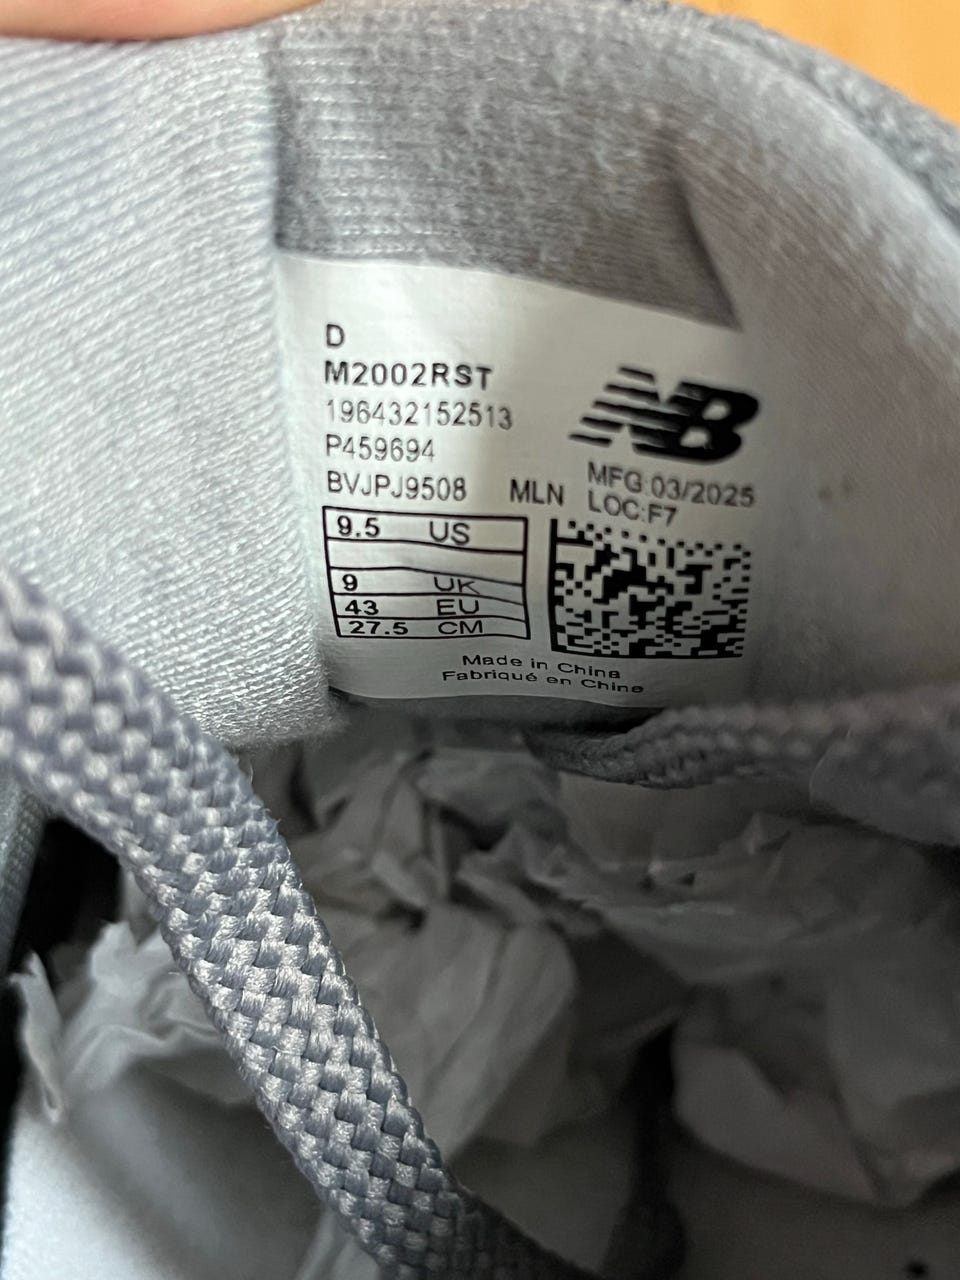 D
M2002RST
196432152513
P459694
BVJPJ9508 MLN
NB
MFG:03/2025
LOC:F7
9.5 US
9 UK
43 EU
27.5 CM
Made in China
Fabriqué en Chine